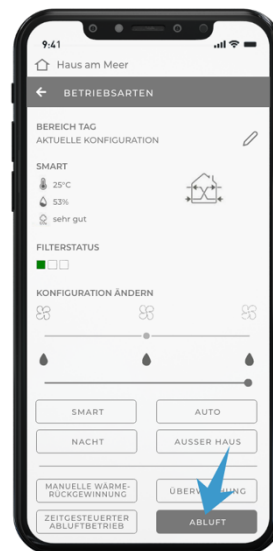 9:41
Haus am Meer
BETRIEBSARTEN
BEREICH TAG
AKTUELLE KONFIGURATION
SMART
25°C
53%
sehr gut
FILTERSTATUS
KONFIGURATION ÄNDERN
SMART AUTO
NACHT AUSSER HAUS
MANUELLE WÄRME-
RÜCKGEWINNUNG
ZEITGESTEUERTER
ABLUFTBETRIEB
ABLUFT